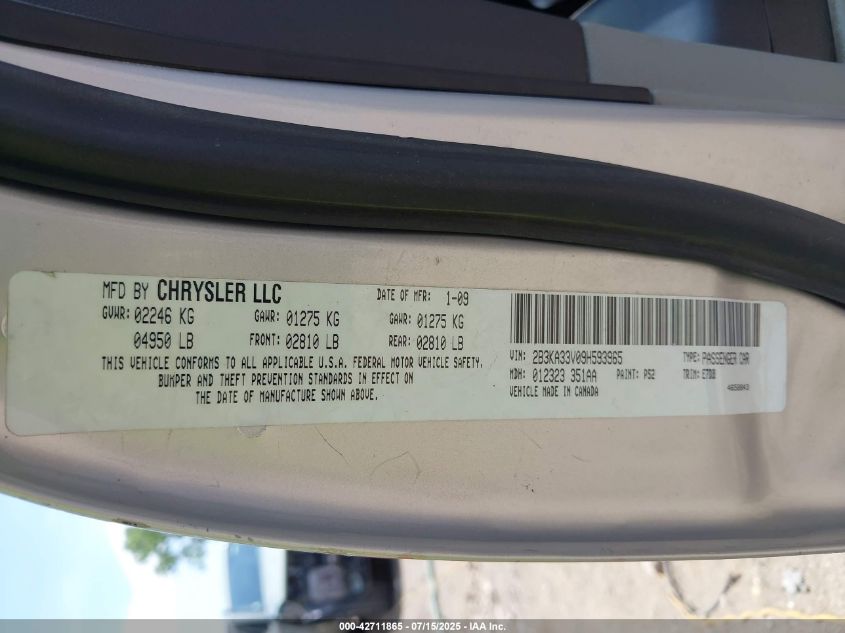 MFD BY CHRYSLER LLC DATE OF MFR: 1-09
GVWR: 02246 KG GAWR: 01275 KG GAWR: 01275 KG
04950 LB FRONT: 02810 LB REAR: 02810 LB
THIS VEHICLE CONFORMS TO ALL APPLICABLE U.S.A. FEDERAL MOTOR VEHICLE SAFETY,
BUMPER AND THEFT PREVENTION STANDARDS IN EFFECT ON
THE DATE OF MANUFACTURE SHOWN ABOVE.
VIN: 2B3KA33V09H593965 TYPE: PASSENGER CAR
MDH: 012323 351AA PAINT: PS2 TRIM: E7DB
VEHICLE MADE IN CANADA
000-42711865 - 07/15/2025 - IAA Inc.